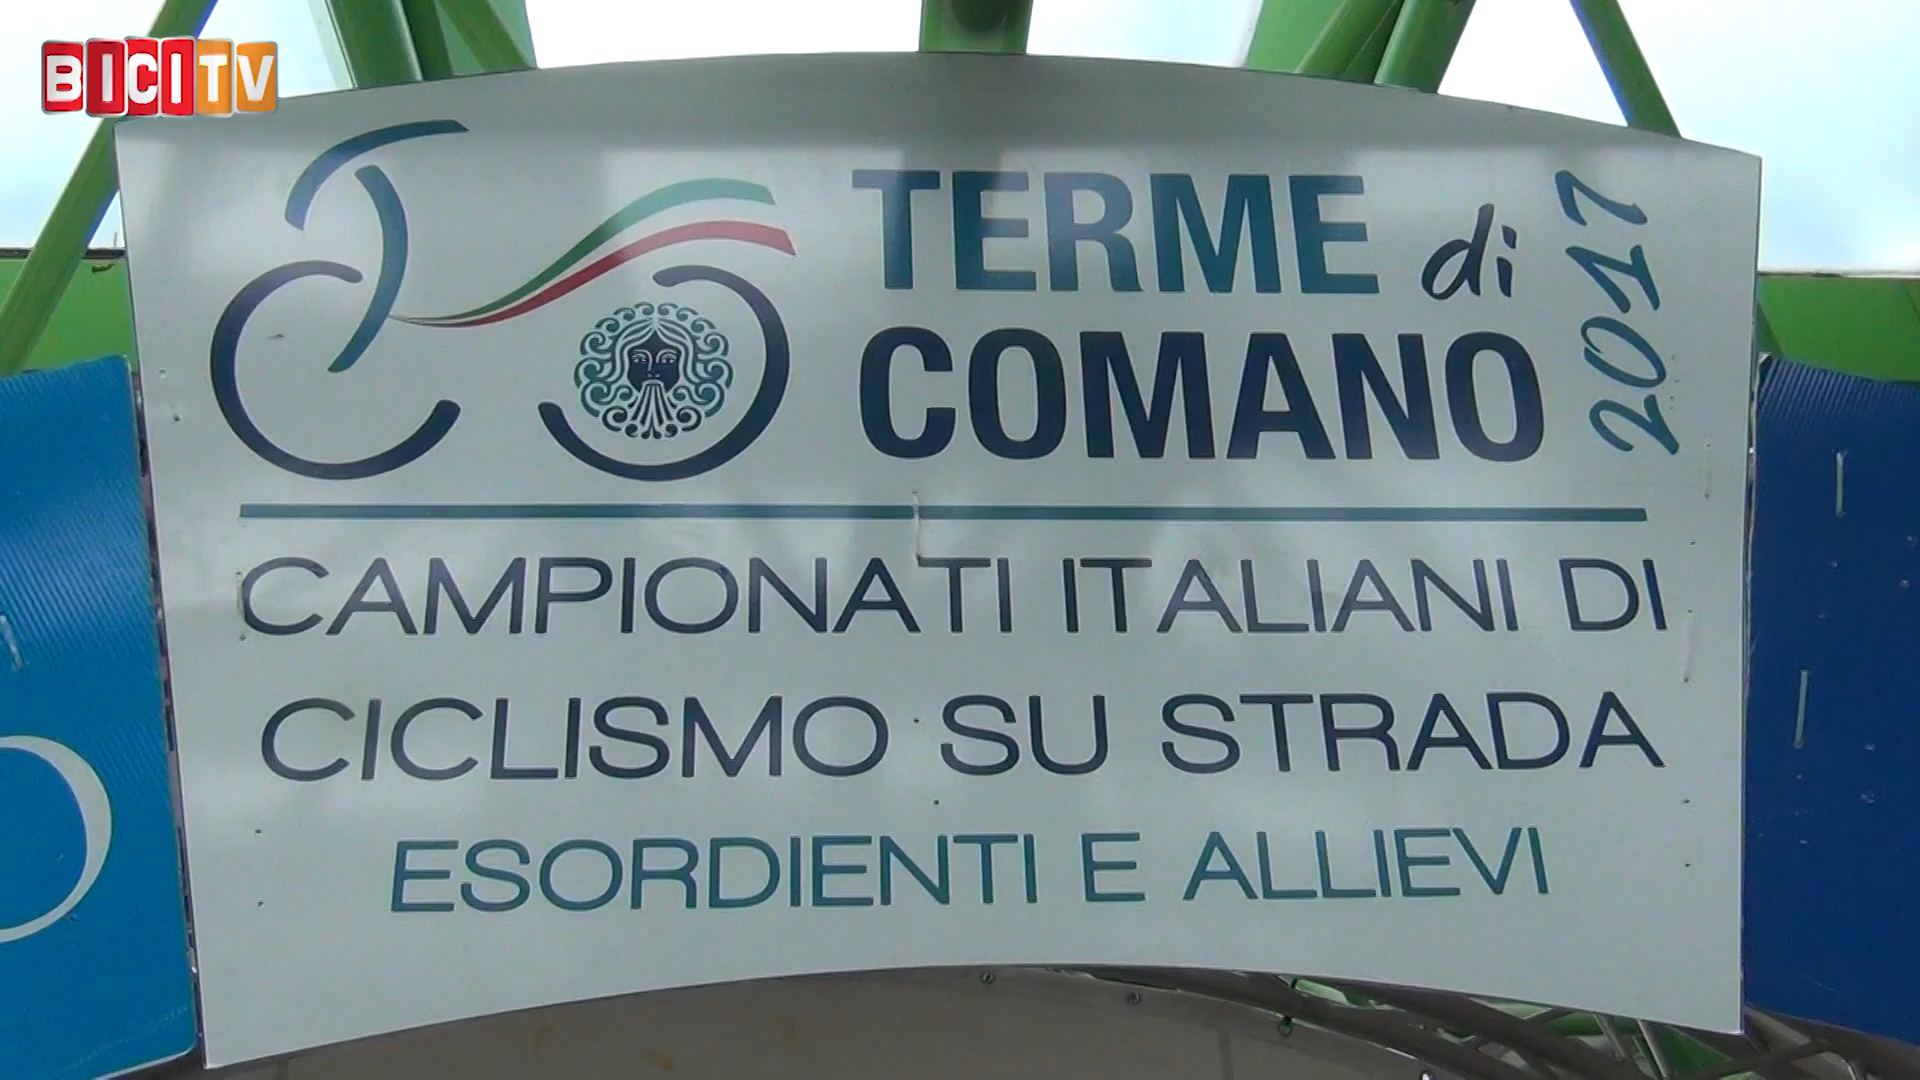 BICITV
TERME di
COMANO
2017
CAMPIONATI ITALIANI DI
CICLISMO SU STRADA
ESORDIENTI E ALLIEVI